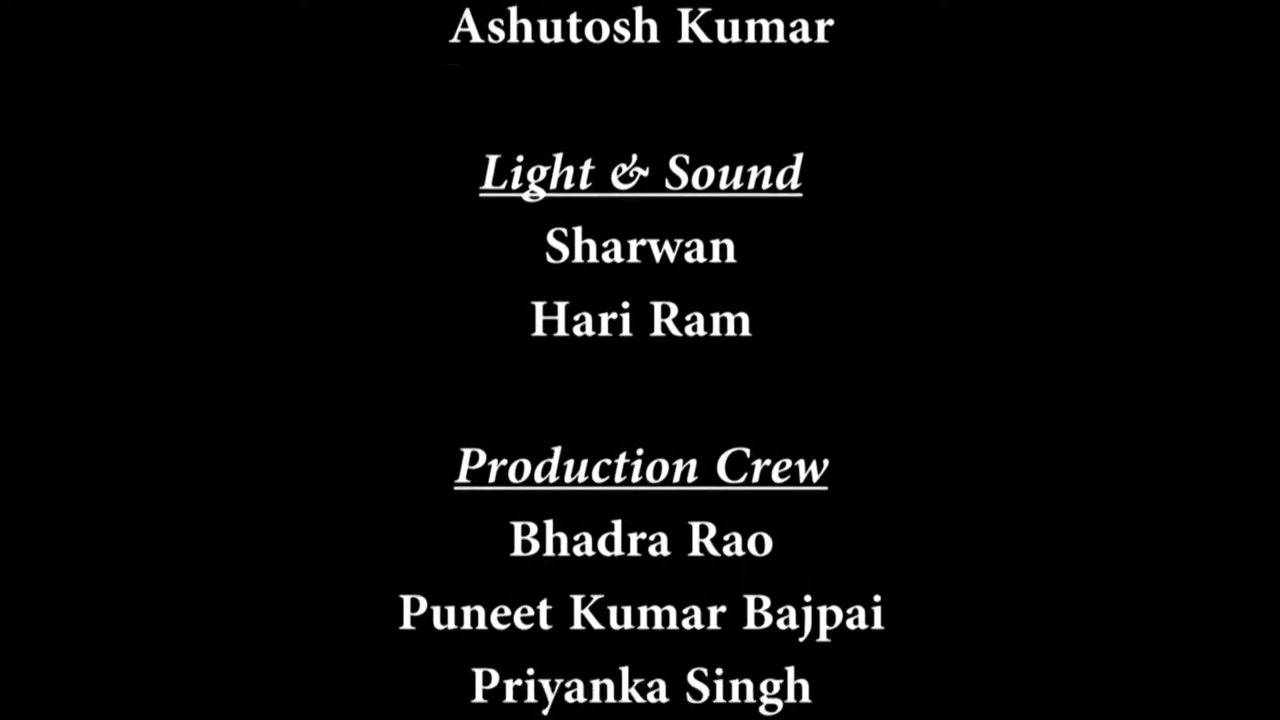 Ashutosh Kumar
Light & Sound
Sharwan
Hari Ram
Production Crew
Bhadra Rao
Puneet Kumar Bajpai
Priyanka Singh